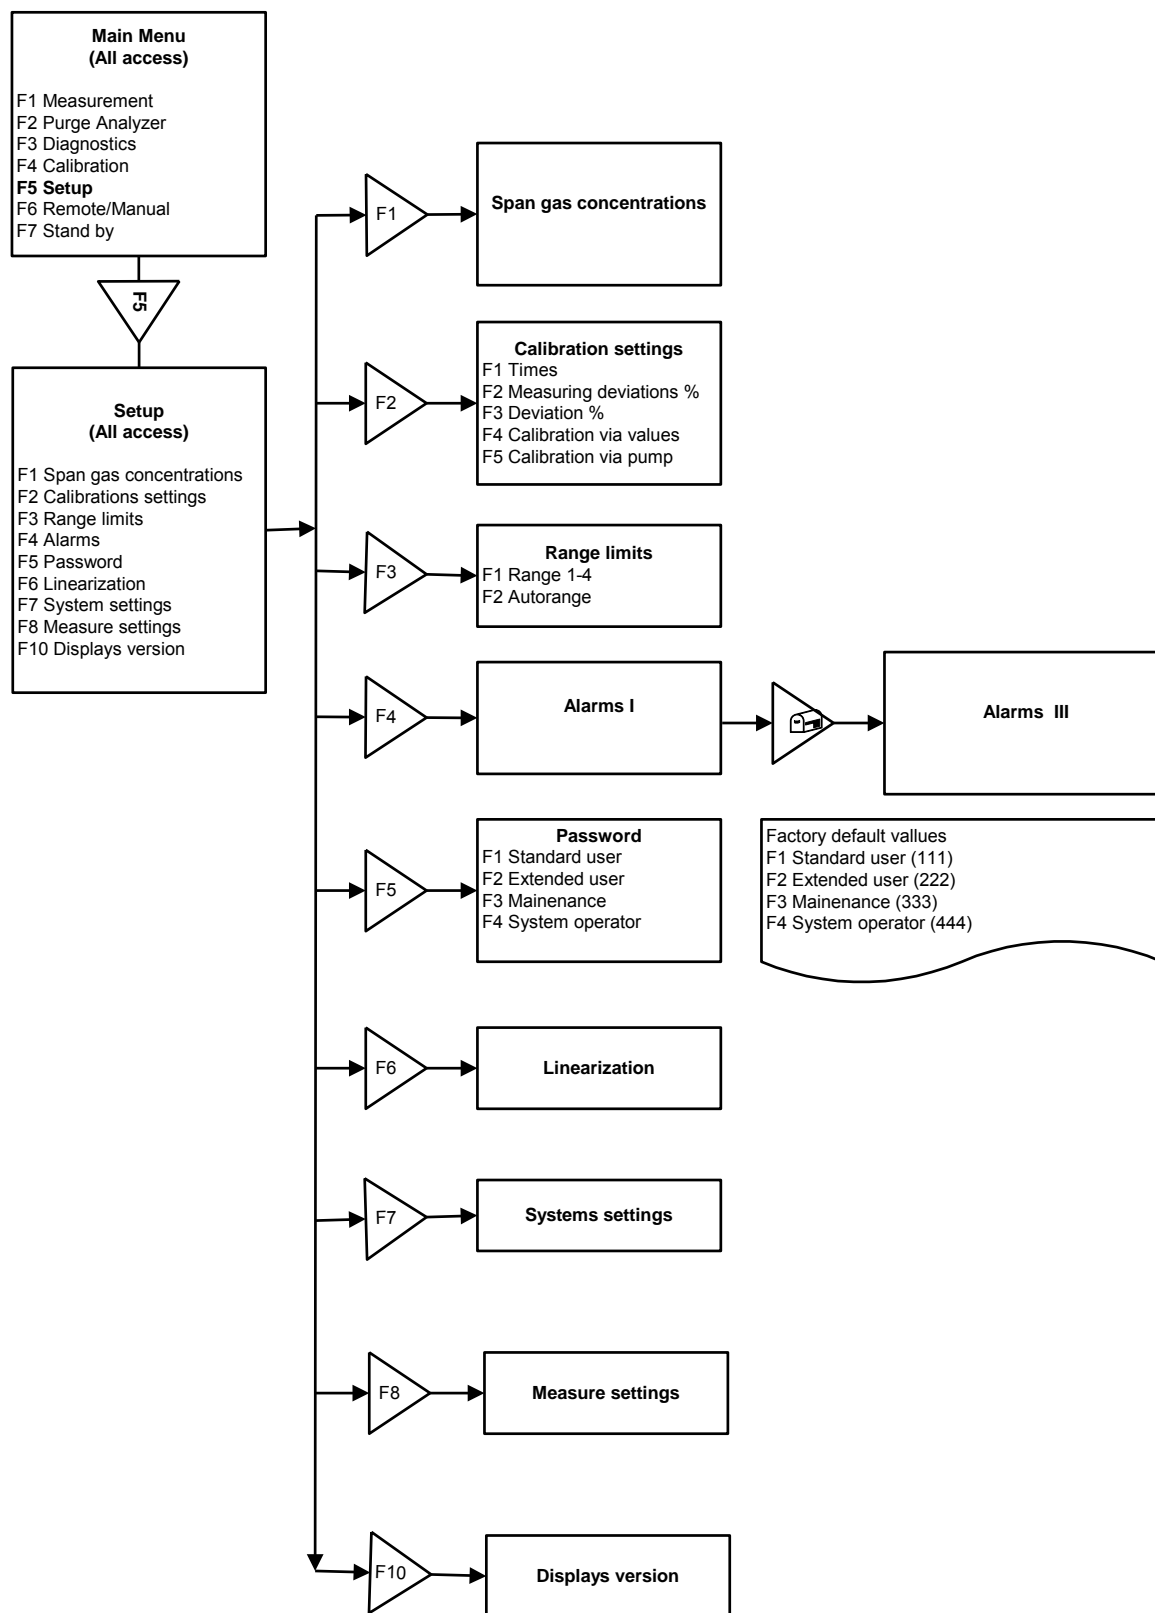 Main Menu
(All access)
F1 Measurement
F2 Purge Analyzer
F3 Diagnostics
F4 Calibration
F5 Setup
F6 Remote/Manual
F7 Stand by
F5
Setup
(All access)
F1 Span gas concentrations
F2 Calibrations settings
F3 Range limits
F4 Alarms
F5 Password
F6 Linearization
F7 System settings
F8 Measure settings
F10 Displays version
F1
Span gas concentrations
F2
Calibration settings
F1 Times
F2 Measuring deviations %
F3 Deviation %
F4 Calibration via values
F5 Calibration via pump
F3
Range limits
F1 Range 1-4
F2 Autorange
F4
Alarms I
Alarms III
F5
Password
F1 Standard user
F2 Extended user
F3 Mainenance
F4 System operator
Factory default vallues
F1 Standard user (111)
F2 Extended user (222)
F3 Mainenance (333)
F4 System operator (444)
F6
Linearization
F7
Systems settings
F8
Measure settings
F10
Displays version